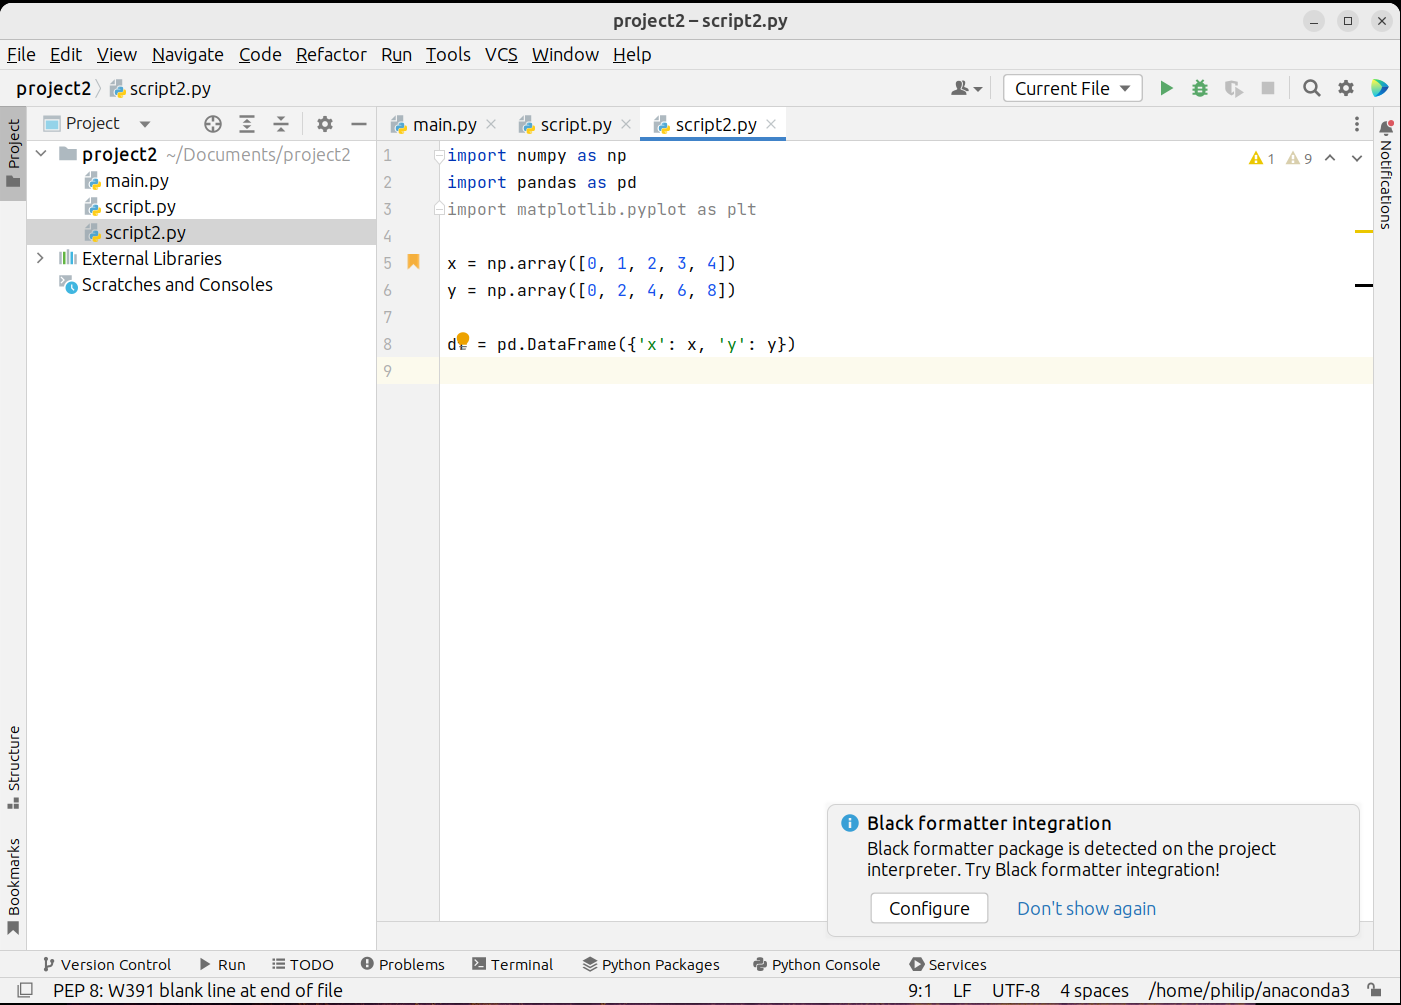 project2 – script2.py
File Edit View Navigate Code Refactor Run Tools VCS Window Help
project2 script2.py Current File
Project
Project
main.py script.py script2.py
project2 ~/Documents/project2
main.py
script.py
script2.py
External Libraries
Scratches and Consoles
1 import numpy as np
2 import pandas as pd
3 import matplotlib.pyplot as plt
4
5 x = np.array([0, 1, 2, 3, 4])
6 y = np.array([0, 2, 4, 6, 8])
7
8 df = pd.DataFrame({'x': x, 'y': y})
9
1 9
Notifications
Structure
Bookmarks
Black formatter integration
Black formatter package is detected on the project
interpreter. Try Black formatter integration!
Configure Don't show again
Version Control Run TODO Problems Terminal Python Packages Python Console Services
PEP 8: W391 blank line at end of file 9:1 LF UTF-8 4 spaces /home/philip/anaconda3